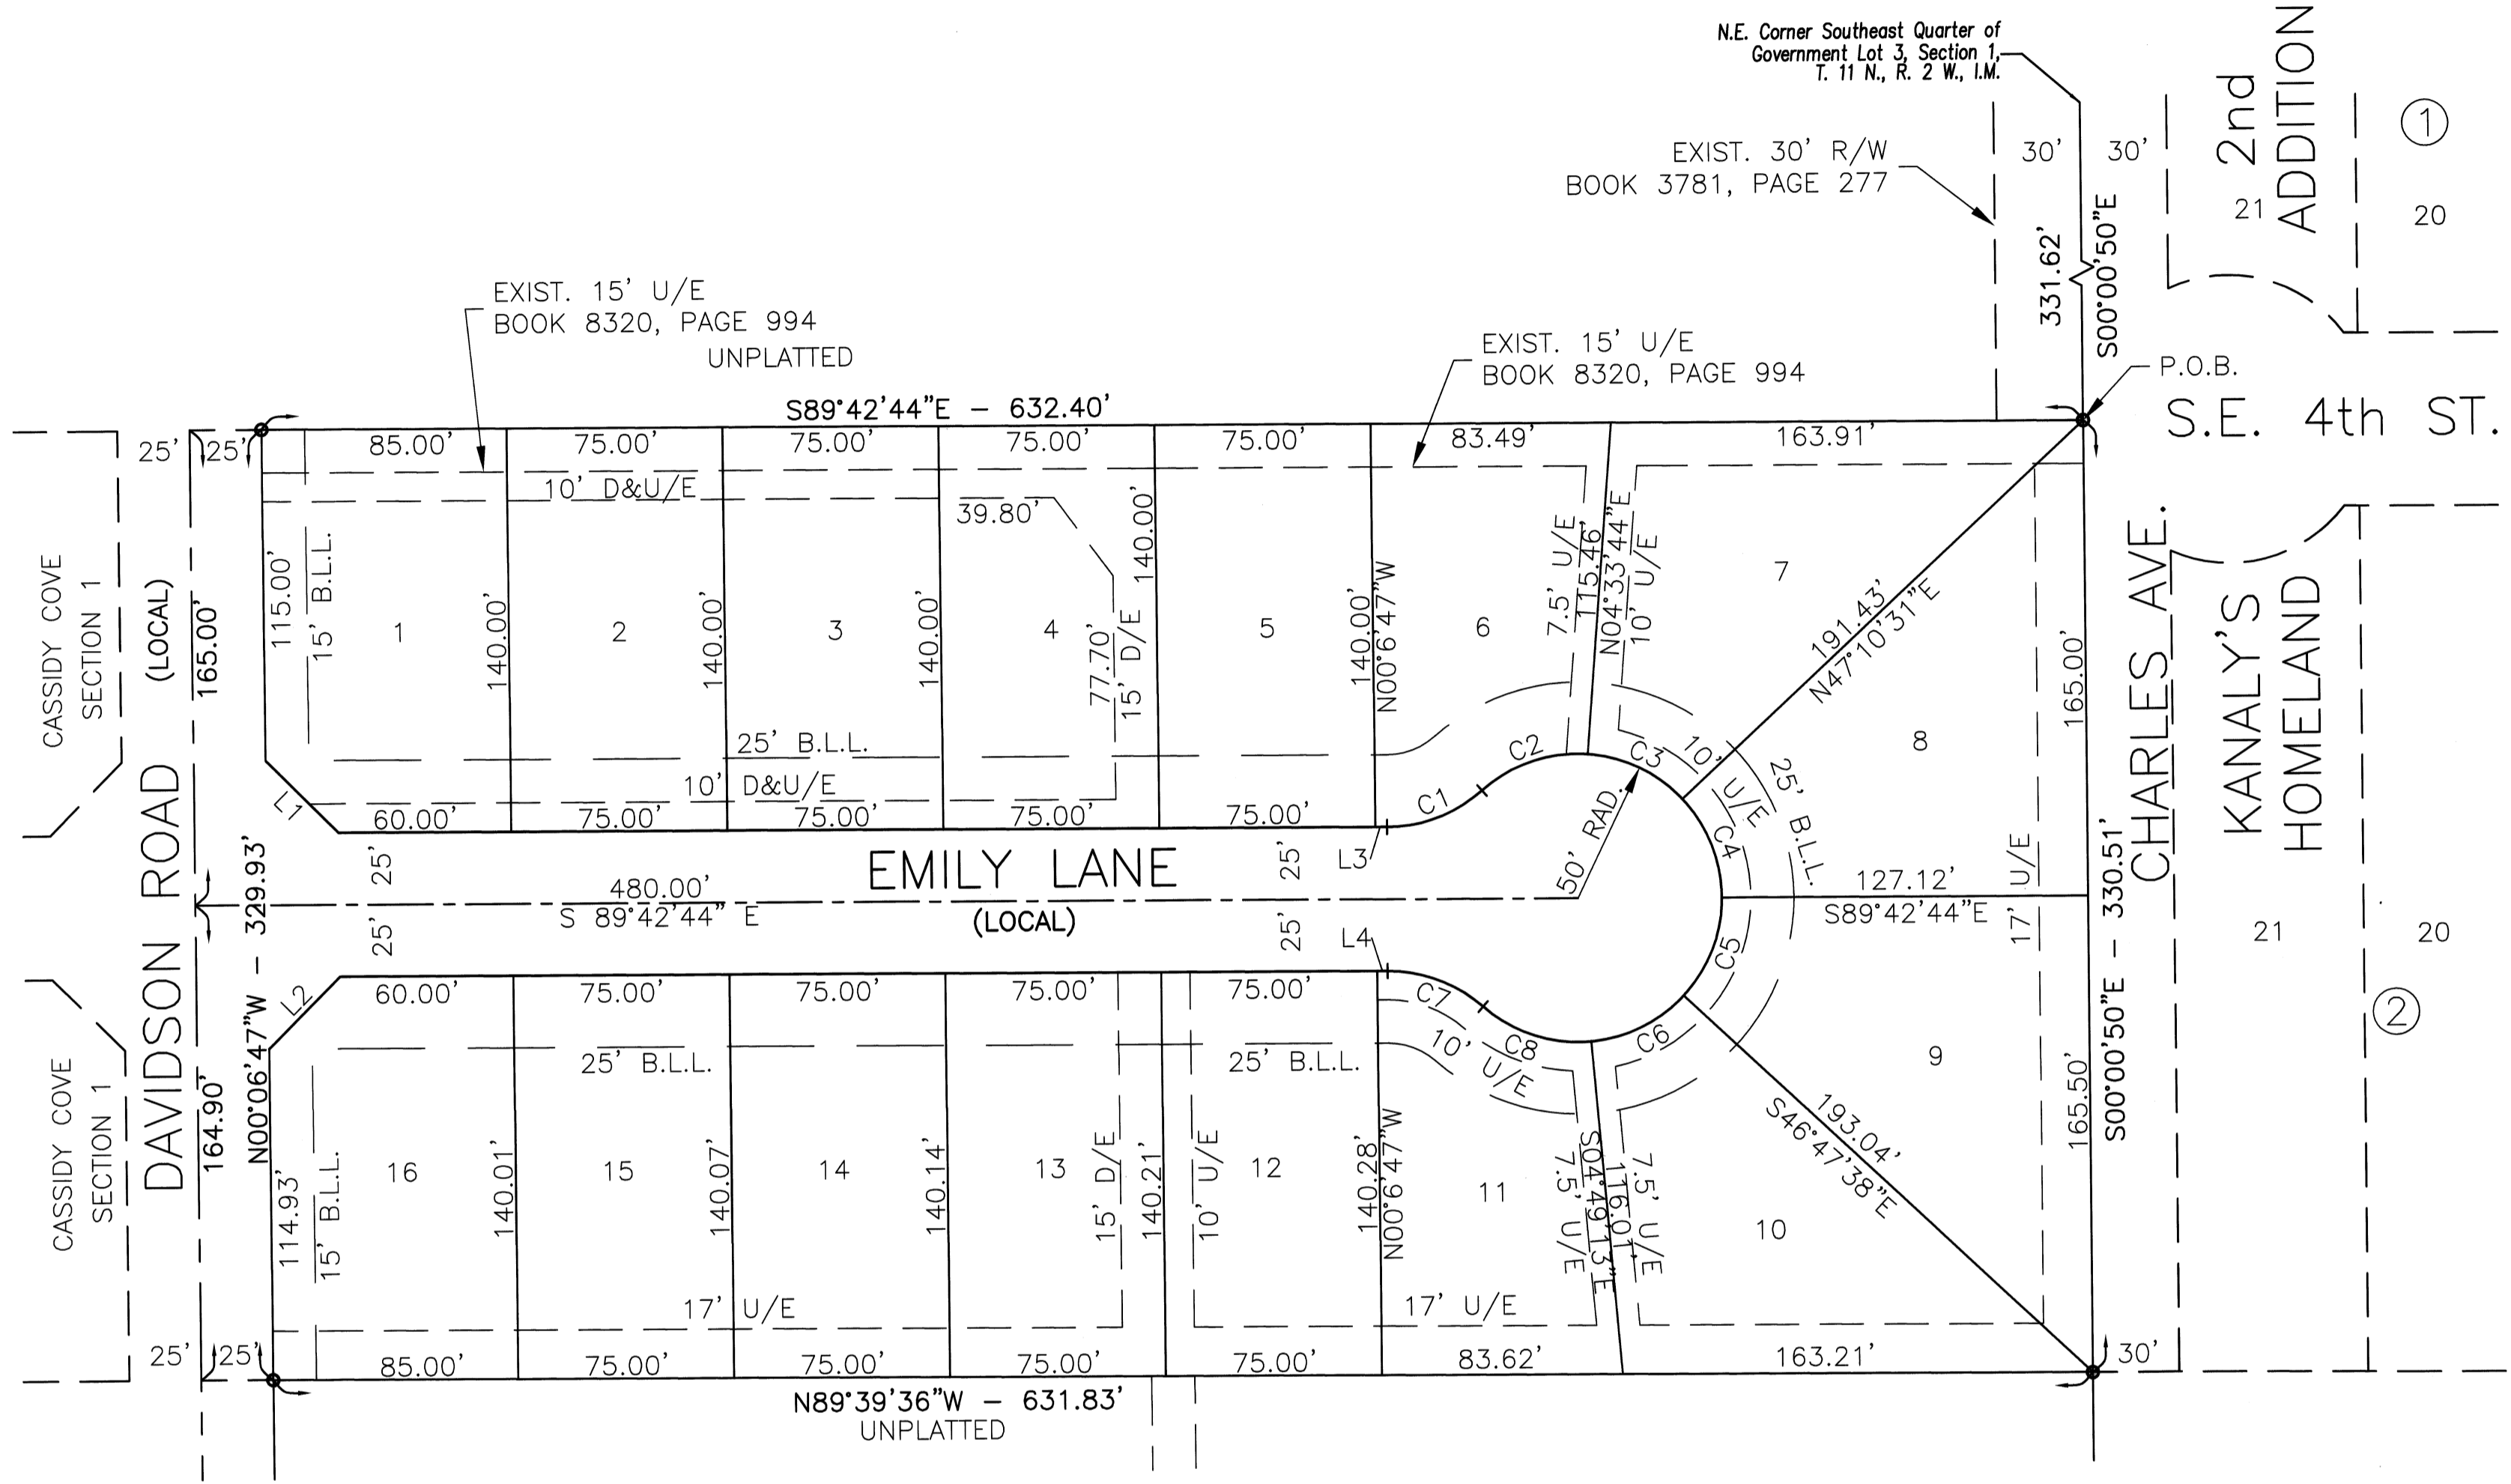 N.E. Corner Southeast Quarter of
Government Lot 3, Section 1,
T. 11 N., R. 2 W., I.M.
EXIST. 30' R/W
BOOK 3781, PAGE 277
30'
30'
2nd
ADDITION
1
21
20
331.62'
S00°00'50"E
P.O.B.
S.E. 4th ST.
EXIST. 15' U/E
BOOK 8320, PAGE 994
UNPLATTED
EXIST. 15' U/E
BOOK 8320, PAGE 994
S89°42'44"E - 632.40'
25'
25'
85.00'
75.00'
75.00'
75.00'
75.00'
83.49'
163.91'
10' D&U/E
39.80'
CASSIDY COVE
SECTION 1
(LOCAL)
165.00'
115.00'
15' B.L.L.
1
140.00'
2
140.00'
3
140.00'
4
77.70'
15' D/E
140.00'
5
140.00'
N00°6'47"W
6
7.5' U/E
115.46'
N04°33'44"E
10' U/E
7
191.43'
N47°10'31"E
8
165.00'
CHARLES AVE.
KANALY'S
HOMELAND
25' B.L.L.
10' D&U/E
L1
60.00'
75.00'
75.00'
75.00'
75.00'
C1
C2
C3
10' U/E
25' B.L.L.
C4
50' RAD.
L3
DAVIDSON ROAD
N00°06'47"W - 329.93'
25'
25'
480.00'
S 89°42'44" E
EMILY LANE
(LOCAL)
25'
25'
L4
127.12'
S89°42'44"E
17' U/E
S00°00'50"E - 330.51'
21
20
2
L2
60.00'
75.00'
75.00'
75.00'
75.00'
C7
C8
C6
C5
10' U/E
25' B.L.L.
25' B.L.L.
CASSIDY COVE
SECTION 1
164.90'
114.93'
15' B.L.L.
16
140.01'
15
140.07'
14
140.14'
13
15' D/E
140.21'
10' U/E
12
140.28'
N00°6'47"W
11
7.5' U/E
S04°49'13"E
116.01'
7.5' U/E
10
193.04'
S46°47'38"E
9
165.50'
17' U/E
17' U/E
25'
25'
85.00'
75.00'
75.00'
75.00'
75.00'
83.62'
163.21'
30'
N89°39'36"W - 631.83'
UNPLATTED